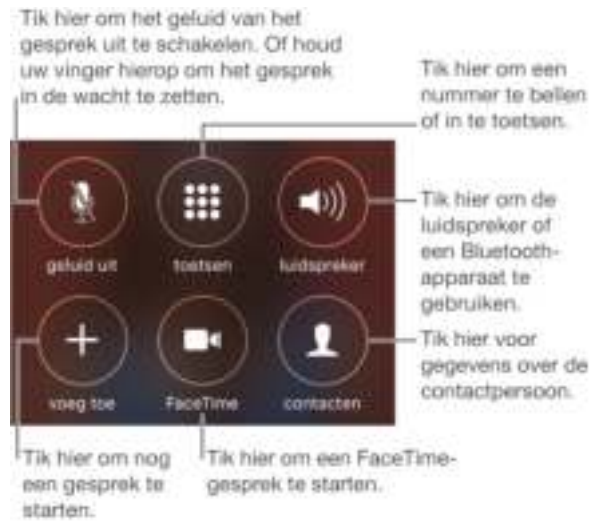 Tik hier om het geluid van het
gesprek uit te schakelen. Of houd
uw vinger hierop om het gesprek
in de wacht te zetten.
Tik hier om een
nummer te bellen
of in te toetsen.
geluid uit
toetsen
luidspreker
Tik hier om de
luidspreker of
een Bluetooth-
apparaat te
gebruiken.
voeg toe
FaceTime
contacten
Tik hier voor
gegevens over de
contactpersoon.
Tik hier om nog
een gesprek te
starten.
Tik hier om een FaceTime-
gesprek te starten.